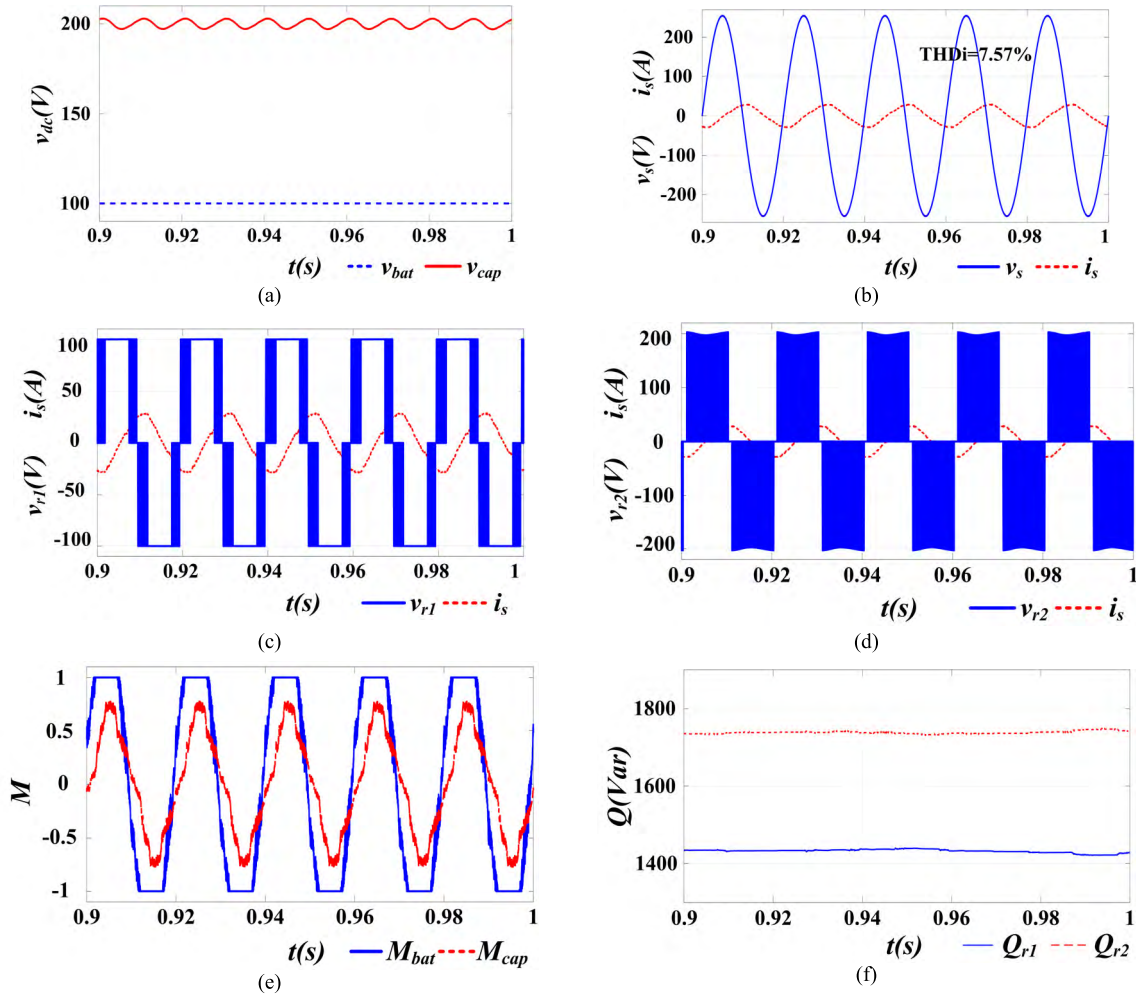 200
150
100
v_dc(V)
0.9 0.92 0.94 0.96 0.98 1
t(s) v_bat v_cap
(a)
200
100
0
-100
-200
v_s(V) i_s(A)
THDi=7.57%
0.9 0.92 0.94 0.96 0.98 1
t(s) v_s i_s
(b)
100
50
0
-50
-100
v_r1(V) i_s(A)
0.9 0.92 0.94 0.96 0.98 1
t(s) v_r1 i_s
(c)
200
100
0
-100
-200
v_r2(V) i_s(A)
0.9 0.92 0.94 0.96 0.98 1
t(s) v_r2 i_s
(d)
1
0.5
0
-0.5
-1
M
0.9 0.92 0.94 0.96 0.98 1
t(s) M_bat M_cap
(e)
1800
1600
1400
Q(Var)
0.9 0.92 0.94 0.96 0.98 1
t(s) Q_r1 Q_r2
(f)